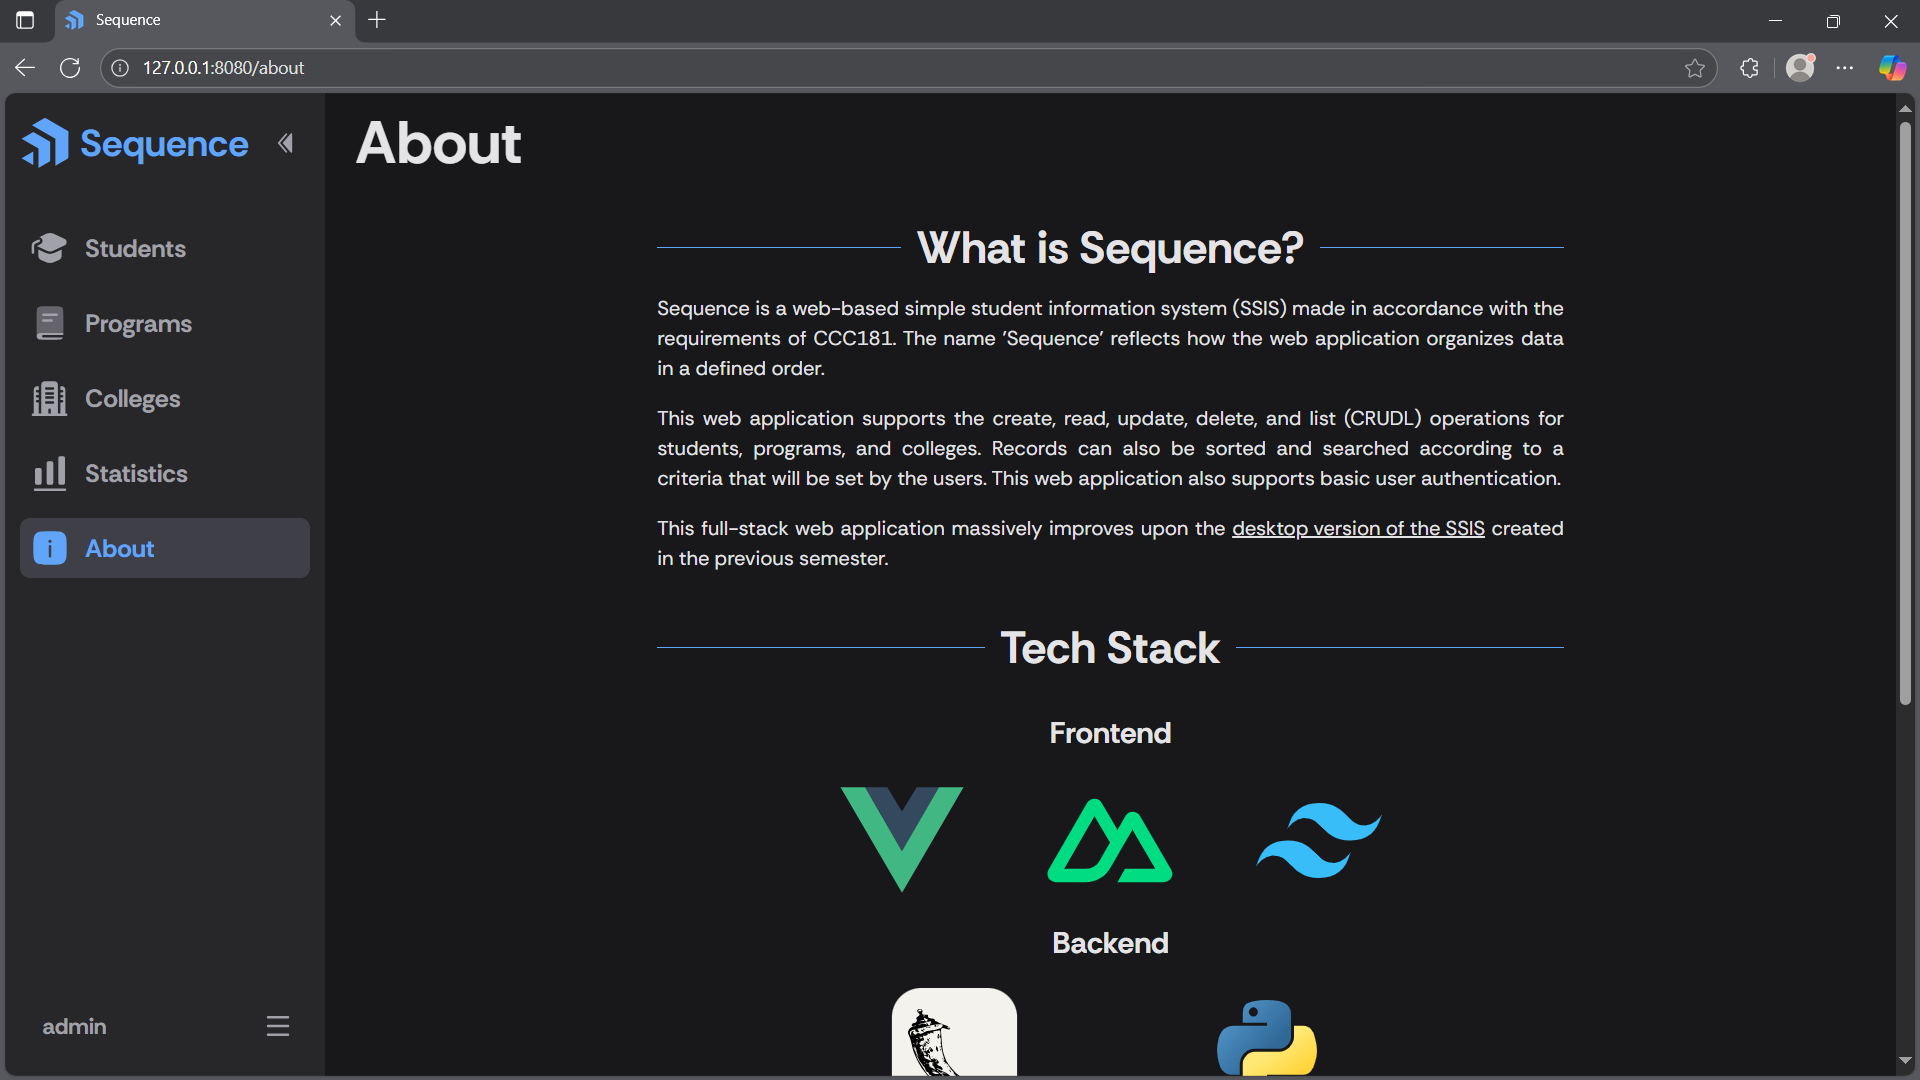 Sequence
127.0.0.1:8080/about
Sequence
Students
Programs
Colleges
Statistics
About
admin
About
What is Sequence?
Sequence is a web-based simple student information system (SSIS) made in accordance with the
requirements of CCC181. The name 'Sequence' reflects how the web application organizes data
in a defined order.
This web application supports the create, read, update, delete, and list (CRUDL) operations for
students, programs, and colleges. Records can also be sorted and searched according to a
criteria that will be set by the users. This web application also supports basic user authentication.
This full-stack web application massively improves upon the desktop version of the SSIS created
in the previous semester.
Tech Stack
Frontend
Backend